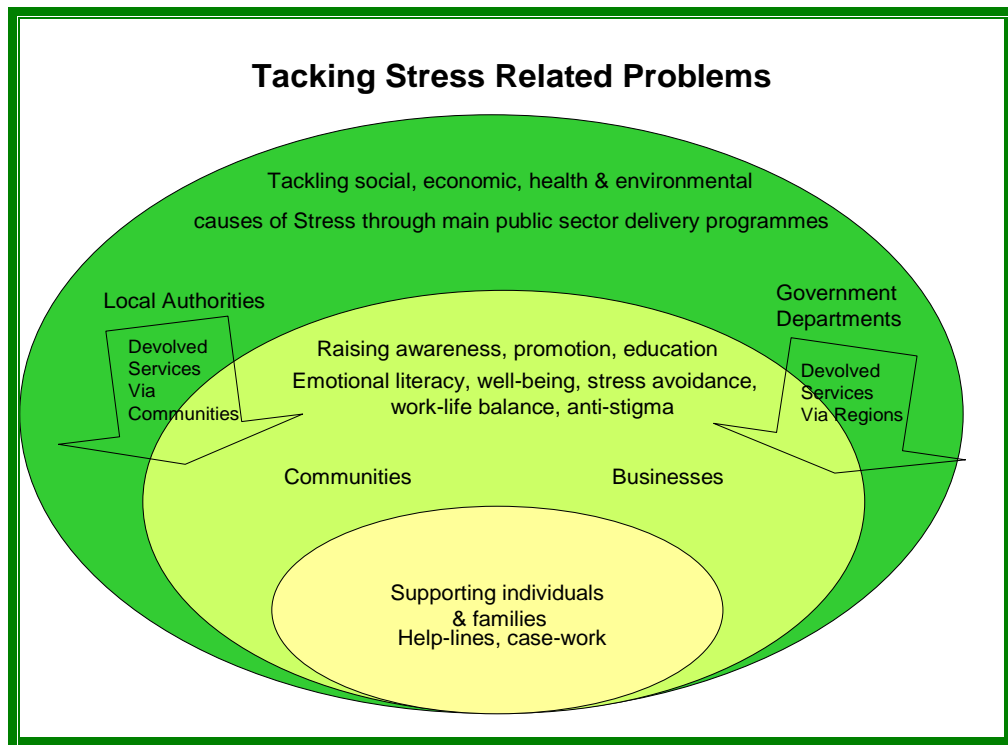 Tacking Stress Related Problems
Tackling social, economic, health & environmental
causes of Stress through main public sector delivery programmes
Local Authorities
Devolved
Services
Via
Communities
Government
Departments
Devolved
Services
Via Regions
Raising awareness, promotion, education
Emotional literacy, well-being, stress avoidance,
work-life balance, anti-stigma
Communities
Businesses
Supporting individuals
& families
Help-lines, case-work